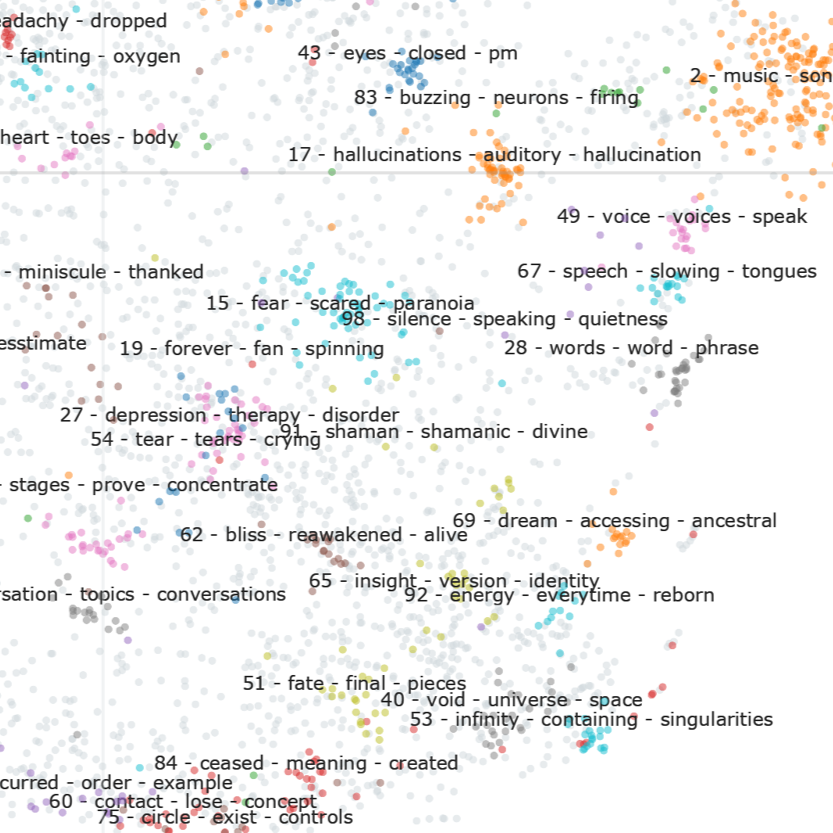 eadachy - dropped
43 - eyes - closed - pm
- fainting - oxygen
2 - music - son
83 - buzzing - neurons - firing
heart - toes - body
17 - hallucinations - auditory - hallucination
49 - voice - voices - speak
- miniscule - thanked
67 - speech - slowing - tongues
15 - fear - scared - paranoia
98 - silence - speaking - quietness
esstimate
19 - forever - fan - spinning
28 - words - word - phrase
27 - depression - therapy - disorder
91 - shaman - shamanic - divine
54 - tear - tears - crying
- stages - prove - concentrate
69 - dream - accessing - ancestral
62 - bliss - reawakened - alive
65 - insight - version - identity
rsation - topics - conversations
92 - energy - everytime - reborn
51 - fate - final - pieces
40 - void - universe - space
53 - infinity - containing - singularities
84 - ceased - meaning - created
curred - order - example
60 - contact - lose - concept
75 - circle - exist - controls